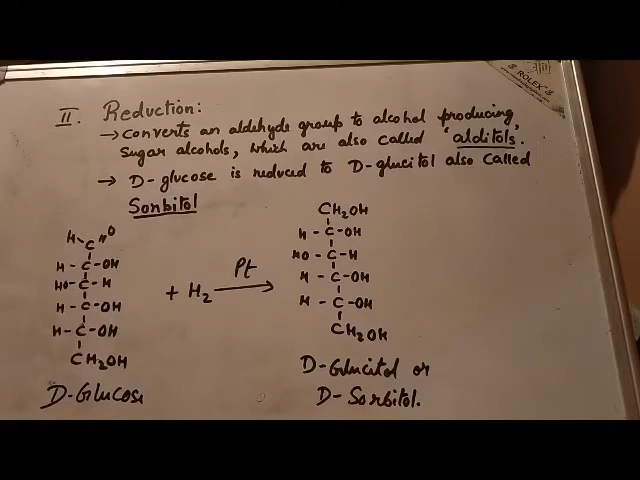 II. Reduction:
→ Converts an aldehyde group to alcohol producing
sugar alcohols, which are also called "alditols".
→ D-glucose is reduced to D-glucitol also called
Sorbitol
H C O
H-C-OH
HO-C-H
H-C-OH
H-C-OH
CH2OH
D-Glucose
+ H2 Pt →
CH2OH
H-C-OH
HO-C-H
H-C-OH
H-C-OH
CH2OH
D-Glucitol or
D-Sorbitol.
ROLEX